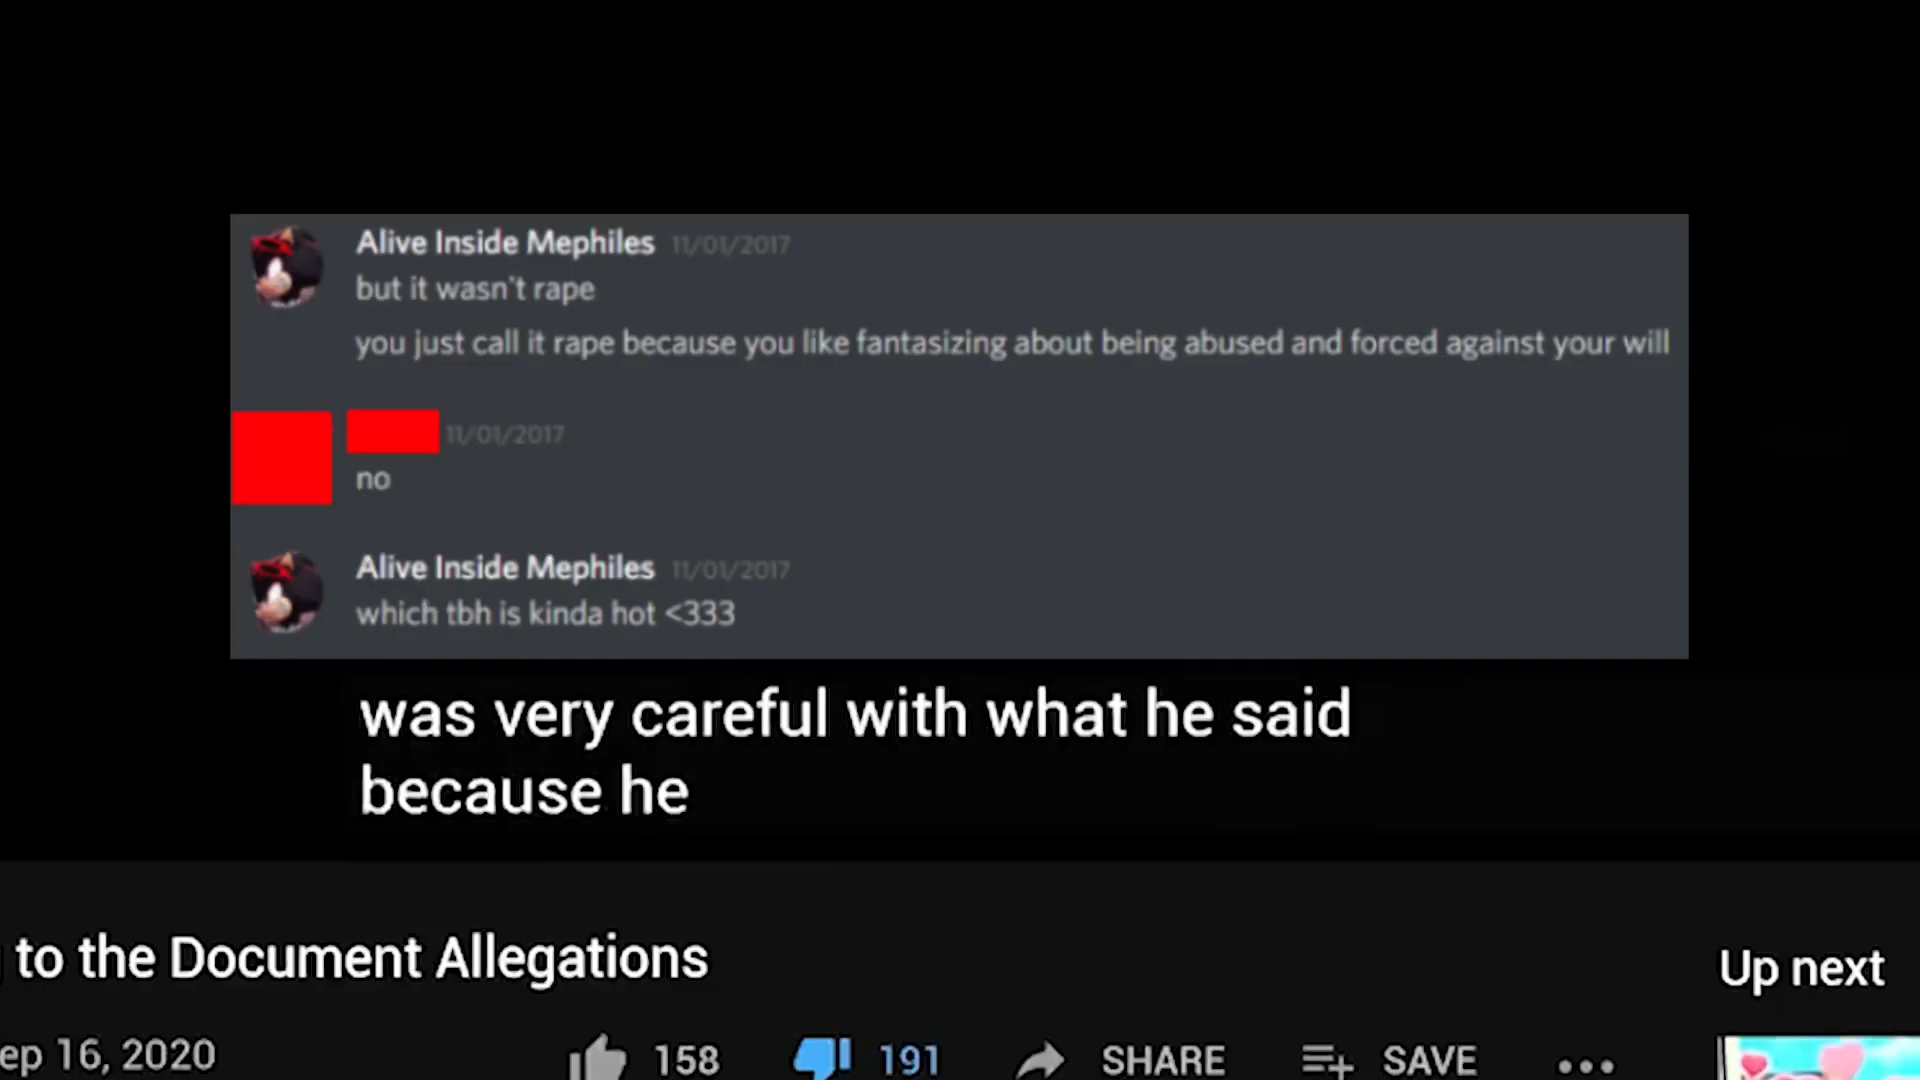 Alive Inside Mephiles 11/01/2017
but it wasn't rape
you just call it rape because you like fantasizing about being abused and forced against your will
11/01/2017
no
Alive Inside Mephiles 11/01/2017
which tbh is kinda hot <333
was very careful with what he said
because he
to the Document Allegations
Up next
ep 16, 2020
158
191
SHARE
SAVE